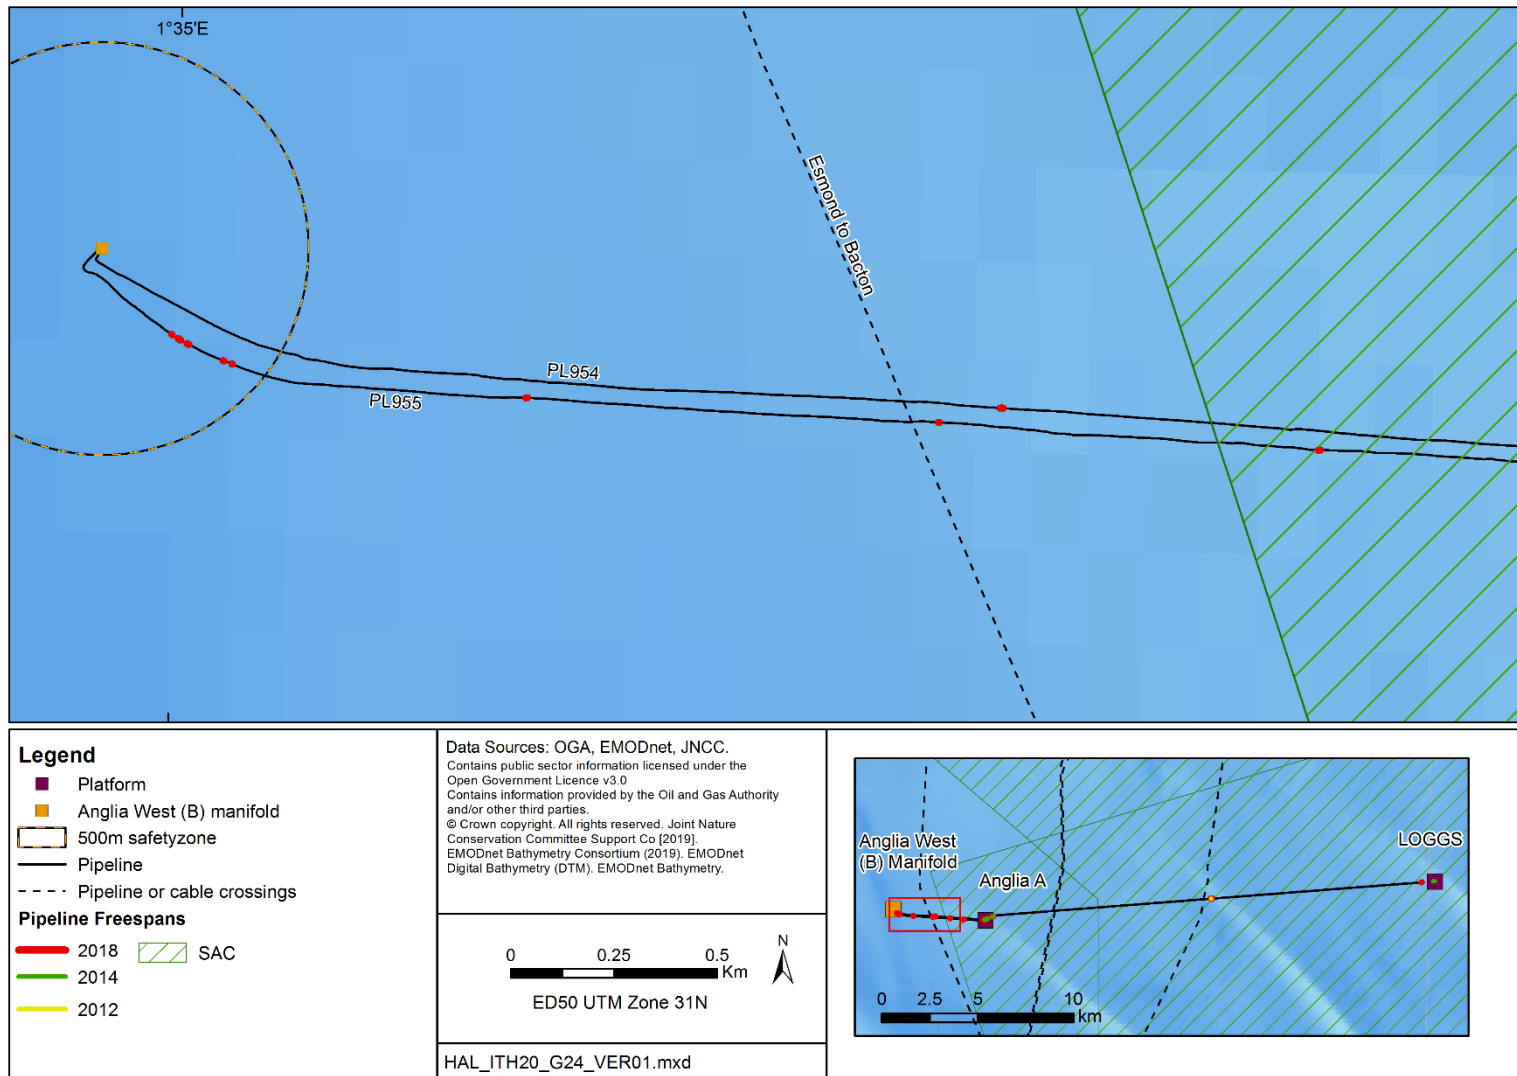 1°35'E
Esmond to Bacton
PL954
PL955
Legend
Platform
Anglia West (B) manifold
500m safetyzone
Pipeline
Pipeline or cable crossings
Pipeline Freespans
2018
SAC
2014
2012
Data Sources: OGA, EMODnet, JNCC.
Contains public sector information licensed under the
Open Government Licence v3.0
Contains information provided by the Oil and Gas Authority
and/or other third parties.
© Crown copyright. All rights reserved. Joint Nature
Conservation Committee Support Co [2019].
EMODnet Bathymetry Consortium (2019). EMODnet
Digital Bathymetry (DTM). EMODnet Bathymetry.
0 0.25 0.5
Km
N
ED50 UTM Zone 31N
HAL_ITH20_G24_VER01.mxd
Anglia West
(B) Manifold
Anglia A
LOGGS
0 2.5 5 10
km